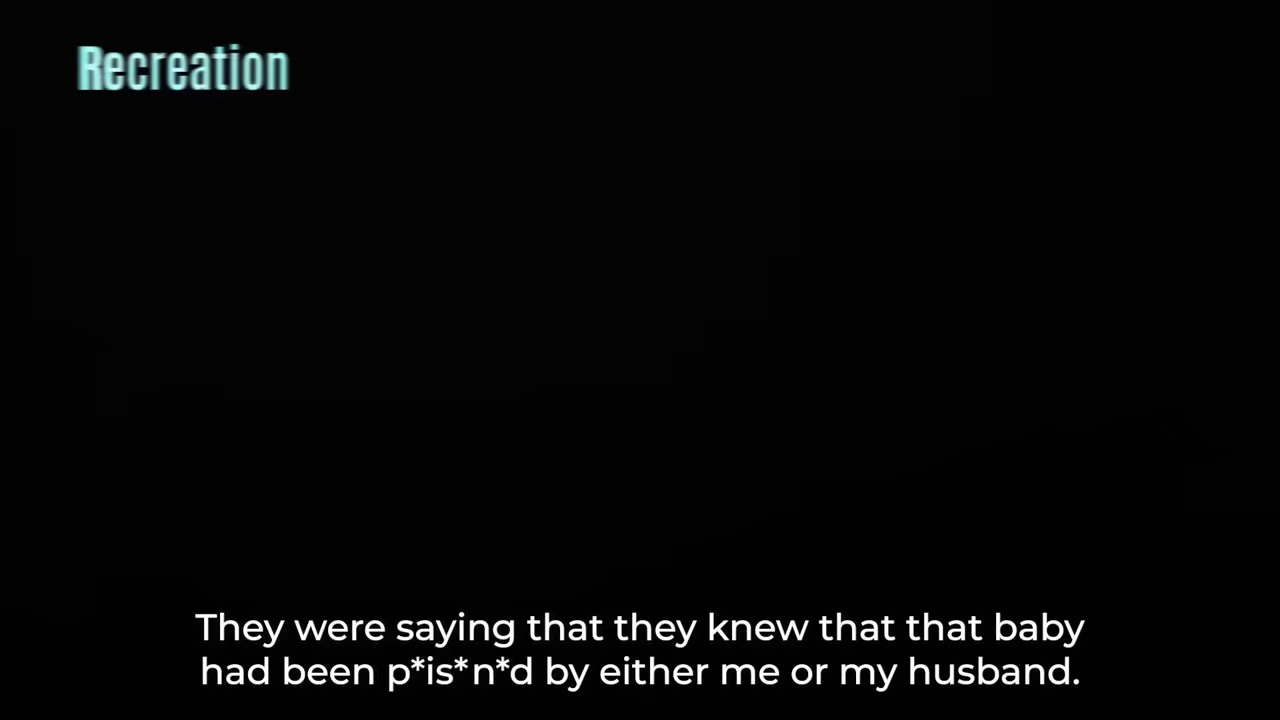 Recreation
They were saying that they knew that that baby
had been p*is*n*d by either me or my husband.